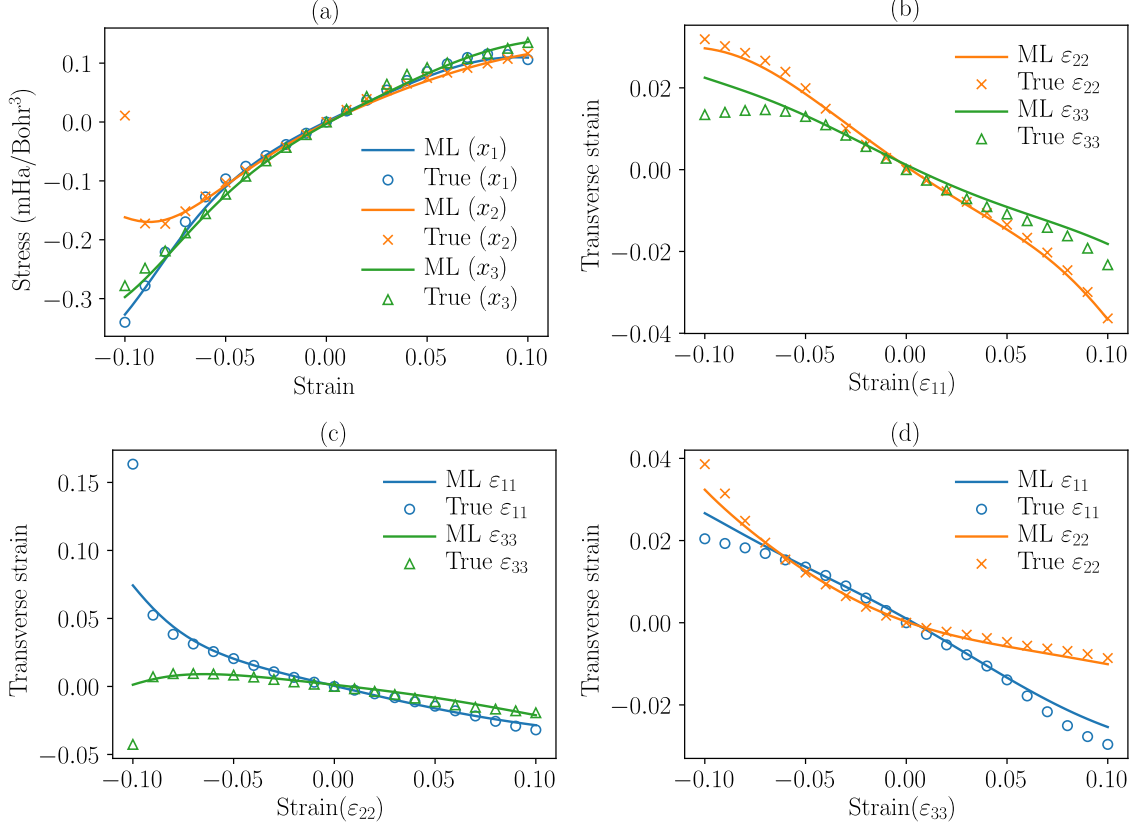 (a)
Stress (mHa/Bohr³)
0.1
0.0
−0.1
−0.2
−0.3
ML (x₁)
True (x₁)
ML (x₂)
True (x₂)
ML (x₃)
True (x₃)
−0.10
−0.05
0.00
0.05
0.10
Strain
(b)
Transverse strain
0.02
0.00
−0.02
−0.04
ML ε₂₂
True ε₂₂
ML ε₃₃
True ε₃₃
−0.10
−0.05
0.00
0.05
0.10
Strain(ε₁₁)
(c)
Transverse strain
0.15
0.10
0.05
0.00
−0.05
ML ε₁₁
True ε₁₁
ML ε₃₃
True ε₃₃
−0.10
−0.05
0.00
0.05
0.10
Strain(ε₂₂)
(d)
Transverse strain
0.04
0.02
0.00
−0.02
ML ε₁₁
True ε₁₁
ML ε₂₂
True ε₂₂
−0.10
−0.05
0.00
0.05
0.10
Strain(ε₃₃)